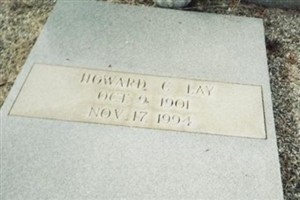 HOWARD C LAY
OCT 9 1901
NOV. 17 1994